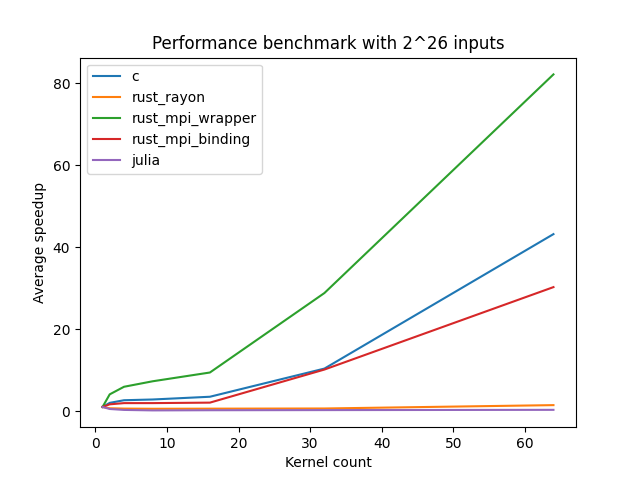 Performance benchmark with 2^26 inputs
c
rust_rayon
rust_mpi_wrapper
rust_mpi_binding
julia
Average speedup
80
60
40
20
0
0 10 20 30 40 50 60
Kernel count